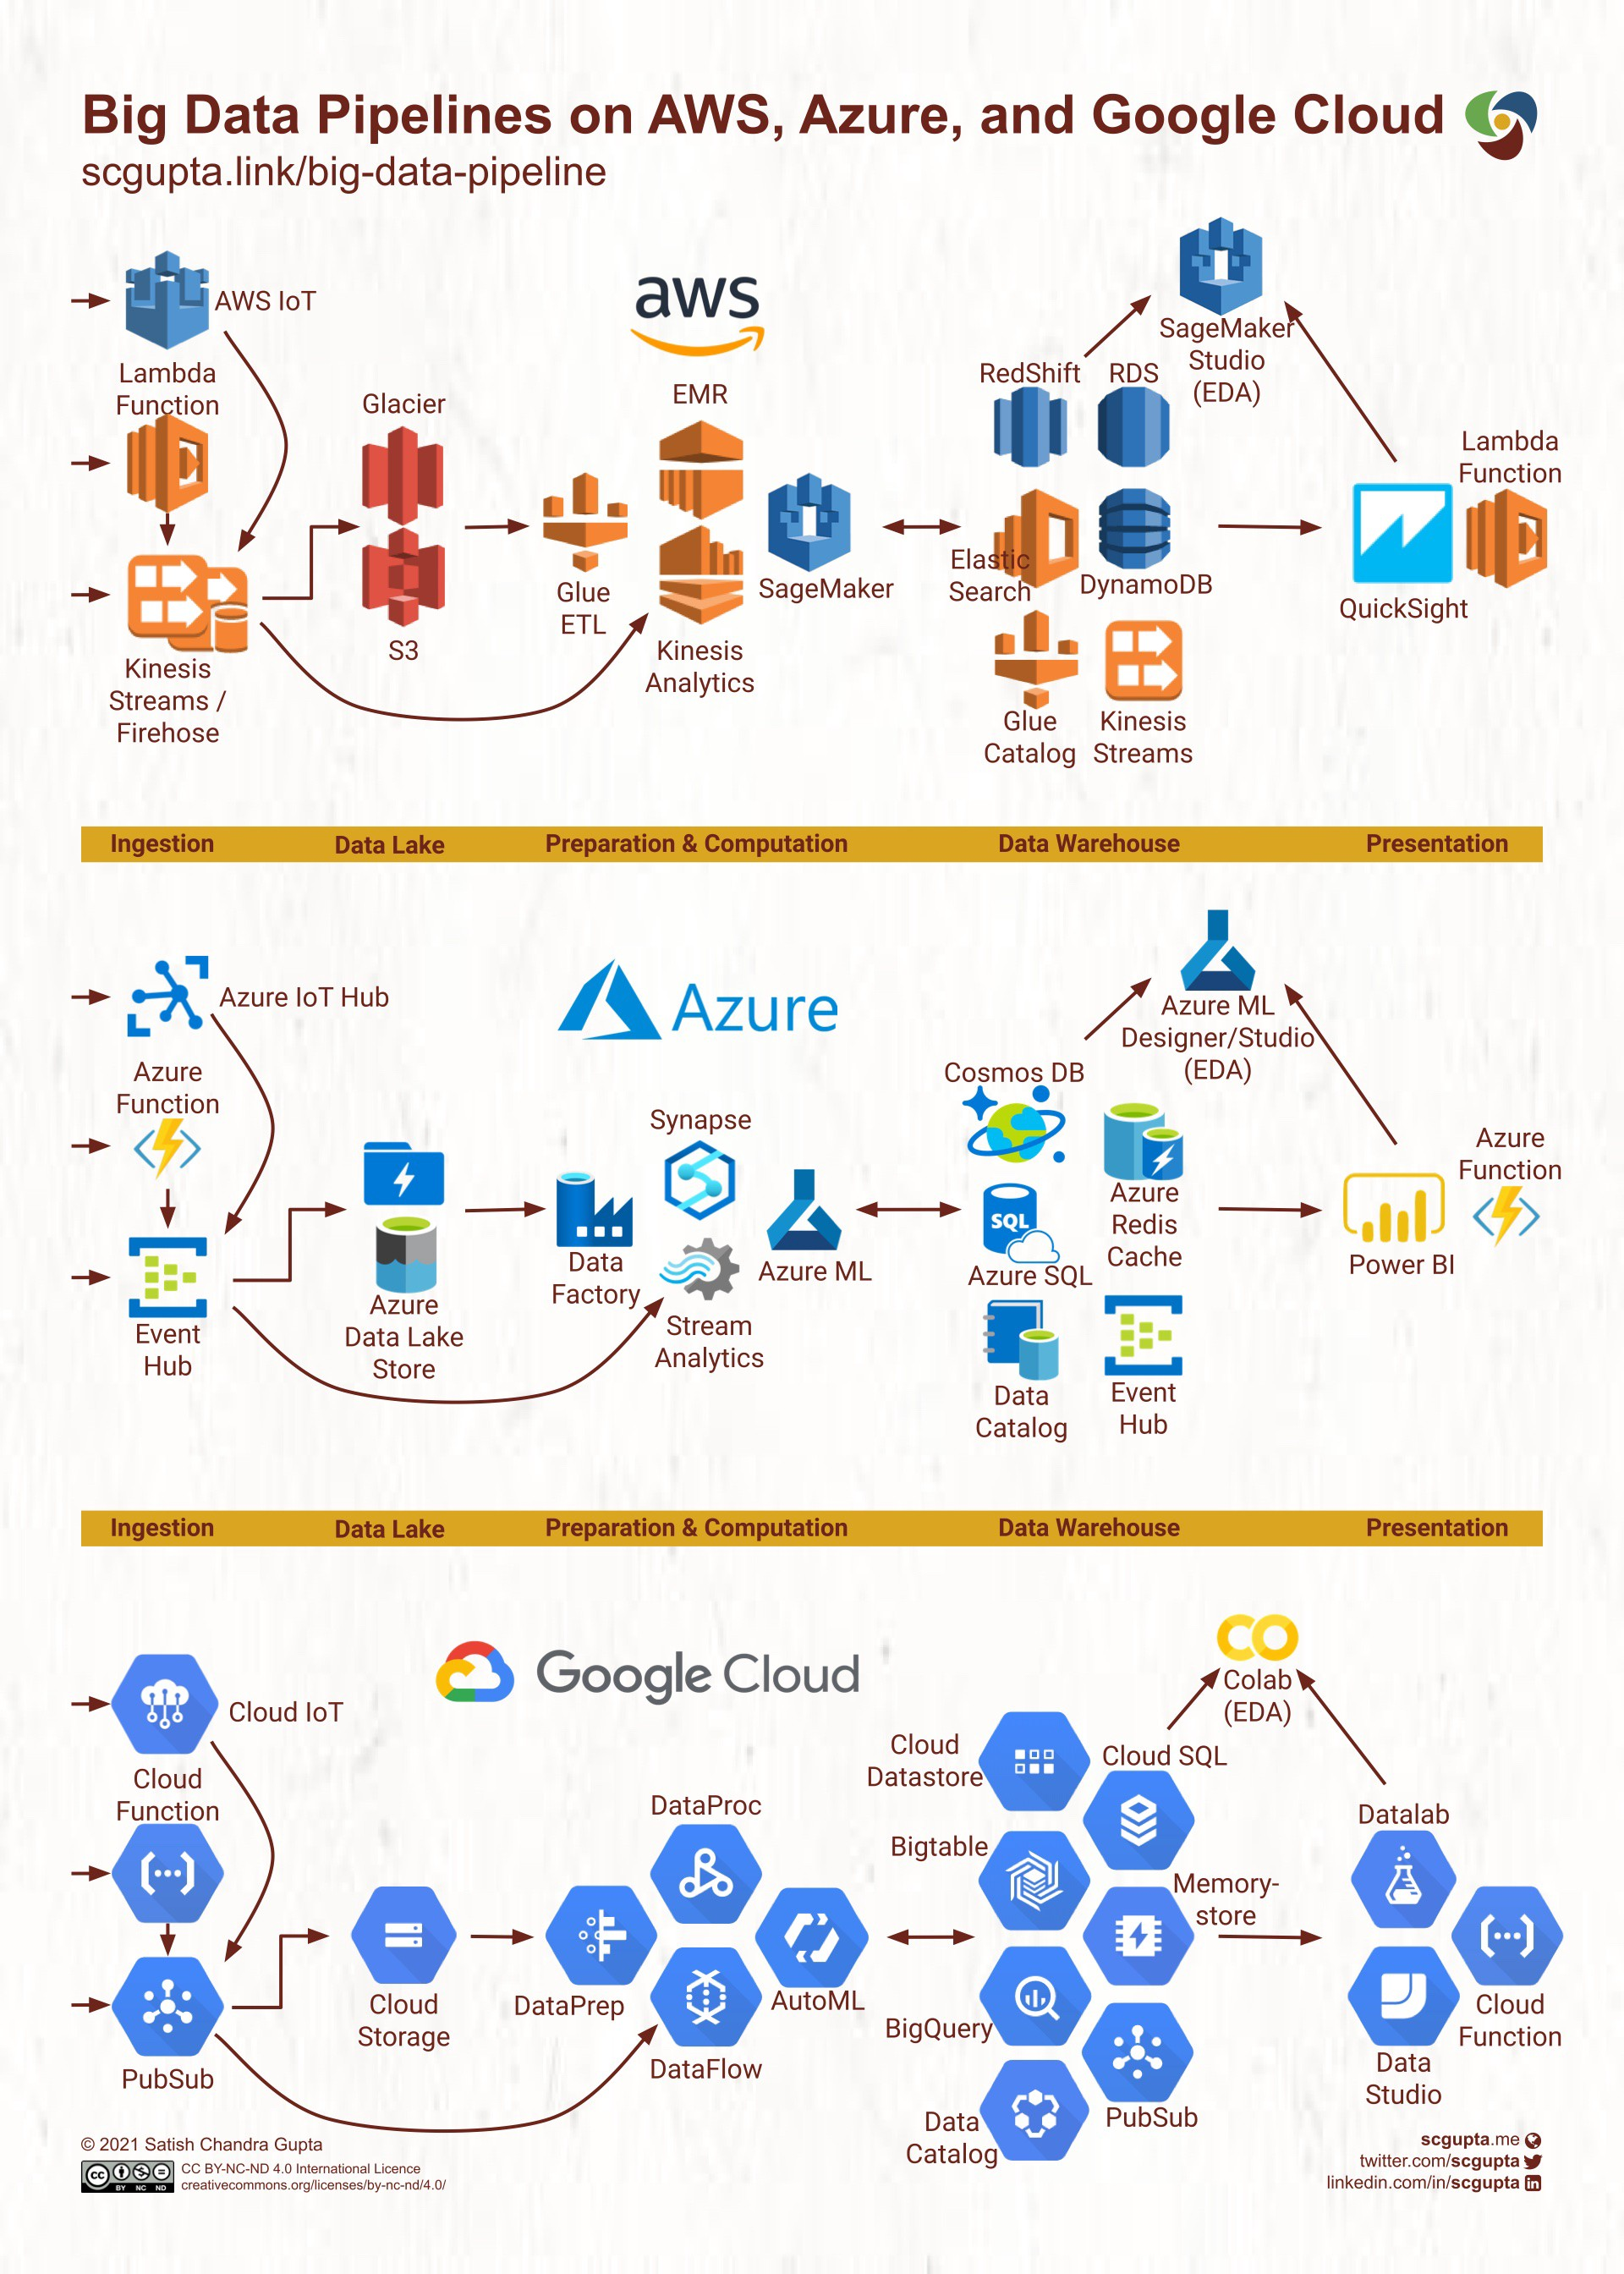 Big Data Pipelines on AWS, Azure, and Google Cloud
scgupta.link/big-data-pipeline
AWS IoT
Lambda
Function
Kinesis
Streams /
Firehose
Glacier
S3
aws
EMR
Glue
ETL
Kinesis
Analytics
SageMaker
SageMaker
Studio
(EDA)
RedShift
RDS
Elastic
Search
DynamoDB
Glue
Catalog
Kinesis
Streams
Lambda
Function
QuickSight
Ingestion
Data Lake
Preparation & Computation
Data Warehouse
Presentation
Azure IoT Hub
Azure
Function
Event
Hub
Azure
Data Lake
Store
Azure
Synapse
Data
Factory
Stream
Analytics
Azure ML
Azure ML
Designer/Studio
(EDA)
Cosmos DB
Azure
Redis
Cache
SQL
Azure SQL
Data
Catalog
Event
Hub
Azure
Function
Power BI
Ingestion
Data Lake
Preparation & Computation
Data Warehouse
Presentation
Google Cloud
Cloud IoT
Cloud
Function
PubSub
Cloud
Storage
DataProc
DataPrep
AutoML
DataFlow
Colab
(EDA)
Cloud
Datastore
Cloud SQL
Bigtable
Memory-
store
BigQuery
PubSub
Data
Catalog
Datalab
Cloud
Function
Data
Studio
© 2021 Satish Chandra Gupta
cc BY NC ND
CC BY-NC-ND 4.0 International Licence
creativecommons.org/licenses/by-nc-nd/4.0/
scgupta.me
twitter.com/scgupta
linkedin.com/in/scgupta in